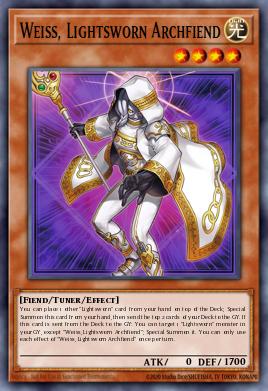 WEISS, LIGHTSWORN ARCHFIEND
光
[FIEND/TUNER/EFFECT]
You can place 1 other "Lightsworn" card from your hand on top of the Deck; Special
Summon this card from your hand, then send the top 2 cards of your Deck to the GY. If
this card is sent from the Deck to the GY: You can target 1 "Lightsworn" monster in
your GY, except "Weiss, Lightsworn Archfiend"; Special Summon it. You can only use
each effect of "Weiss, Lightsworn Archfiend" once per turn.
ATK/ 0 DEF/1700